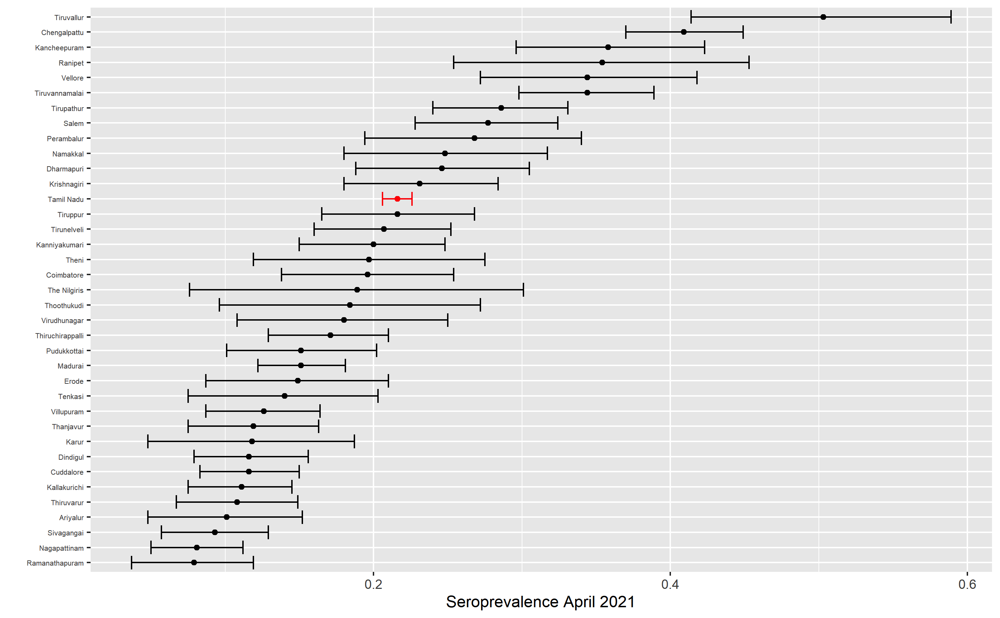 Tiruvallur
Chengalpattu
Kancheepuram
Ranipet
Vellore
Tiruvannamalai
Tirupathur
Salem
Perambalur
Namakkal
Dharmapuri
Krishnagiri
Tamil Nadu
Tiruppur
Tirunelveli
Kanniyakumari
Theni
Coimbatore
The Nilgiris
Thoothukudi
Virudhunagar
Thiruchirappalli
Pudukkottai
Madurai
Erode
Tenkasi
Villupuram
Thanjavur
Karur
Dindigul
Cuddalore
Kallakurichi
Thiruvarur
Ariyalur
Sivagangai
Nagapattinam
Ramanathapuram
0.2 0.4 0.6
Seroprevalence April 2021